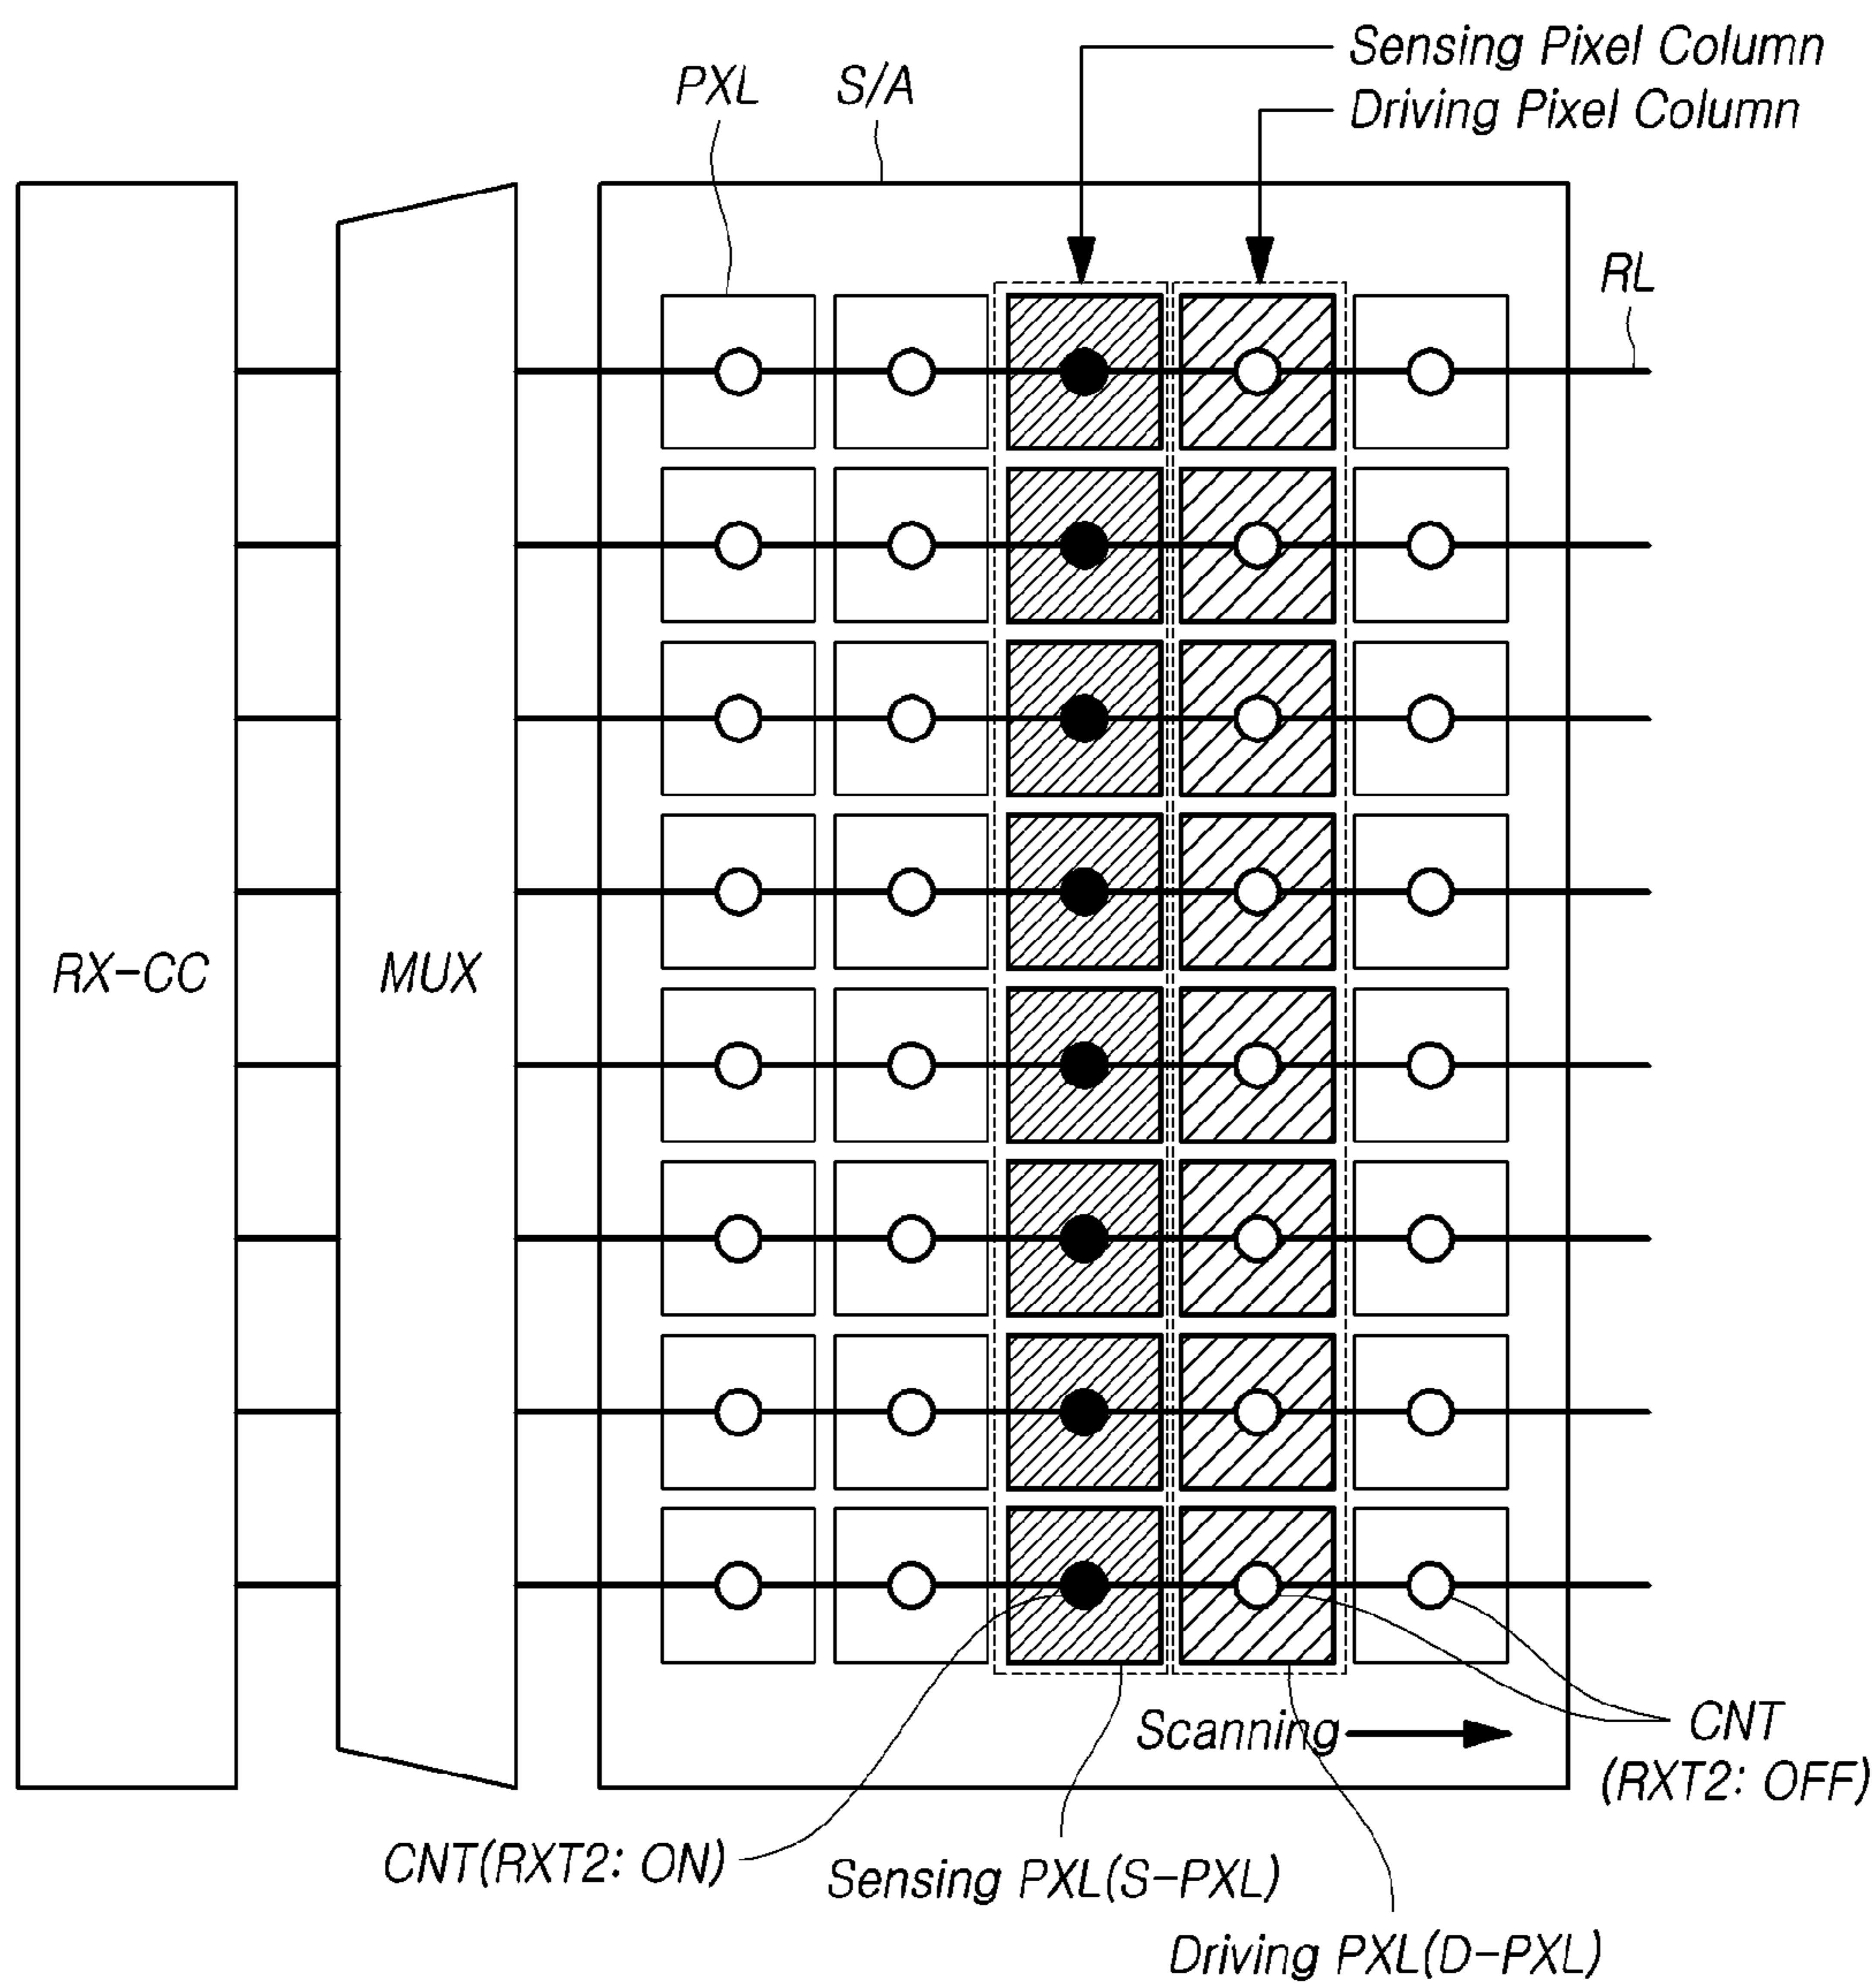 Sensing Pixel Column
PXL
S/A
Driving Pixel Column
RL
RX-CC
MUX
Scanning
CNT
(RXT2: OFF)
CNT(RXT2: ON)
Sensing PXL(S-PXL)
Driving PXL(D-PXL)